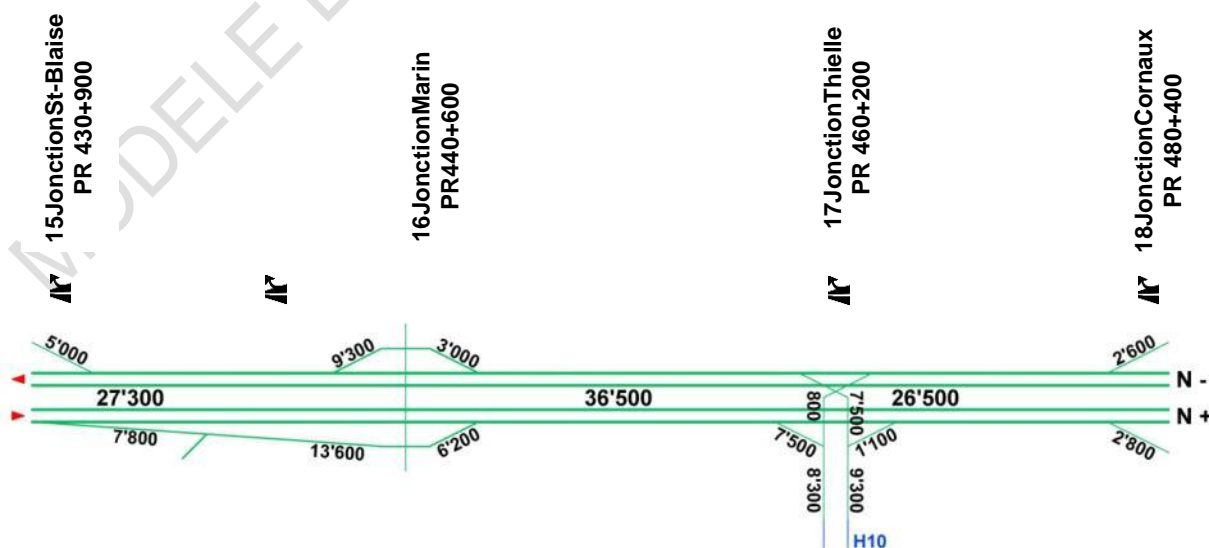 MODELE
15JonctionSt-Blaise
PR 430+900
16JonctionMarin
PR440+600
17JonctionThielle
PR 460+200
18JonctionCornaux
PR 480+400
5'000
9'300
3'000
2'600
N -
27'300
36'500
800
7'500
26'500
N +
7'800
13'600
6'200
7'500
1'100
2'800
8'300
9'300
H10